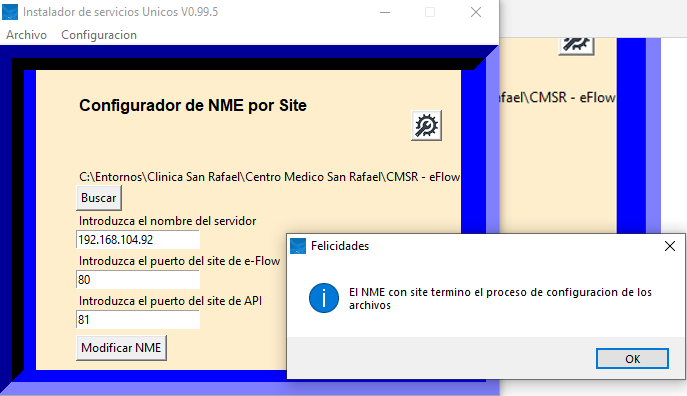 Instalador de servicios Unicos V0.99.5
Archivo Configuracion
Configurador de NME por Site
C:\Entornos\Clinica San Rafael\Centro Medico San Rafael\CMSR - eFlow
Buscar
Introduzca el nombre del servidor
192.168.104.92
Introduzca el puerto del site de e-Flow
80
Introduzca el puerto del site de API
81
Modificar NME
afael\CMSR - eFlow
Felicidades
El NME con site termino el proceso de configuracion de los
archivos
OK